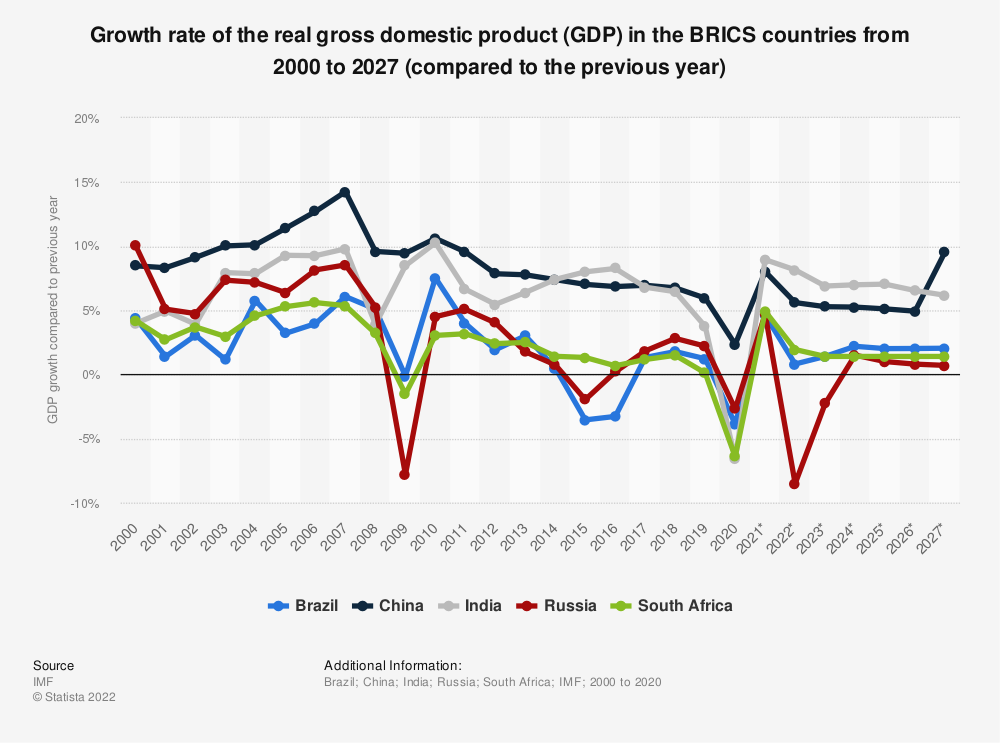 Growth rate of the real gross domestic product (GDP) in the BRICS countries from
2000 to 2027 (compared to the previous year)
GDP growth compared to previous year
20%
15%
10%
5%
0%
-5%
-10%
2000 2001 2002 2003 2004 2005 2006 2007 2008 2009 2010 2011 2012 2013 2014 2015 2016 2017 2018 2019 2020 2021* 2022* 2023* 2024* 2025* 2026* 2027*
Brazil China India Russia South Africa
Source
IMF
© Statista 2022
Additional Information:
Brazil; China; India; Russia; South Africa; IMF; 2000 to 2020